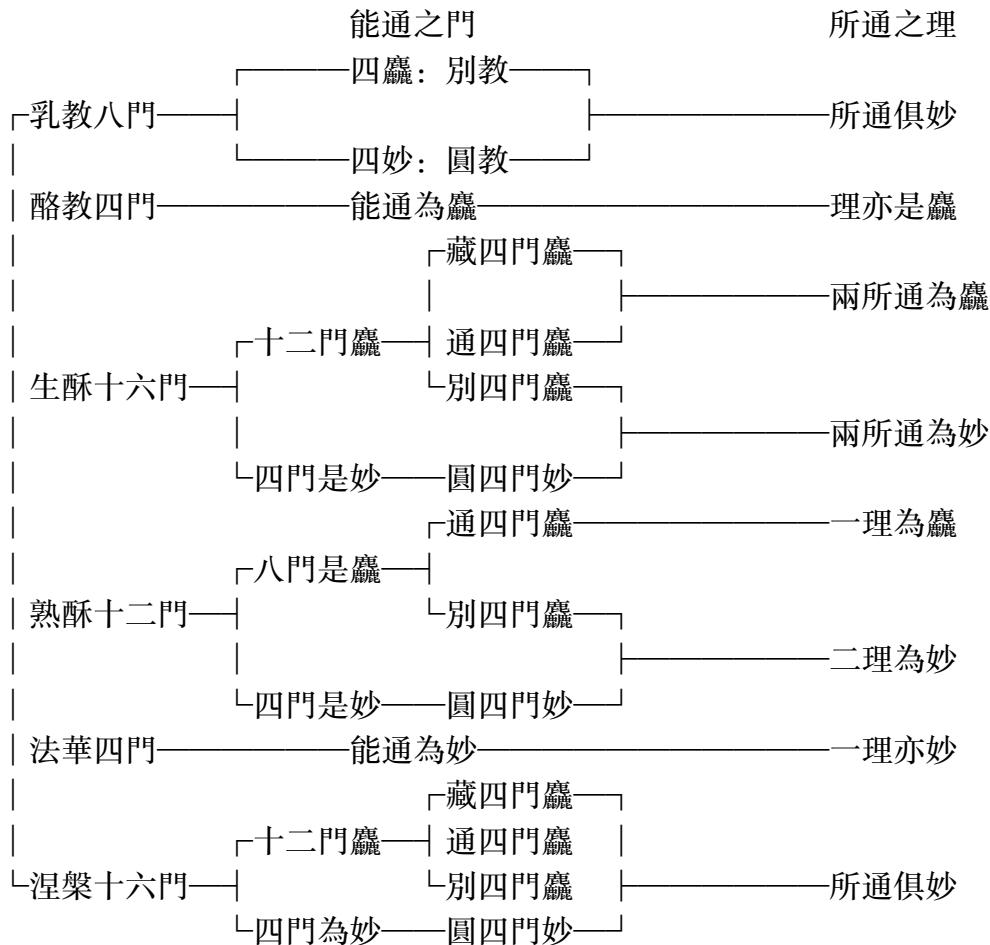 能通之門 所通之理
四麤：別教
乳教八門 所通俱妙
四妙：圓教
酪教四門 能通為麤 理亦是麤
藏四門麤
兩所通為麤
十二門麤 通四門麤
生酥十六門 別四門麤
兩所通為妙
四門是妙 圓四門妙
通四門麤 一理為麤
八門是麤
熟酥十二門 別四門麤
二理為妙
四門是妙 圓四門妙
法華四門 能通為妙 一理亦妙
藏四門麤
十二門麤 通四門麤
涅槃十六門 別四門麤 所通俱妙
四門為妙 圓四門妙